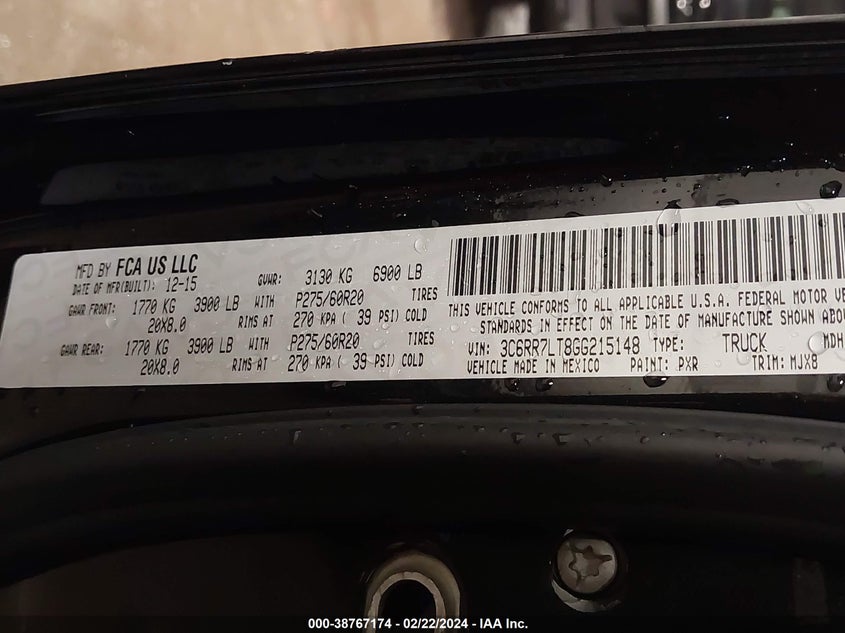 MFD BY FCA US LLC
DATE OF MFR(BUILT): 12-15 GVWR: 3130 KG 6900 LB
GAWR FRONT: 1770 KG 3900 LB WITH P275/60R20 TIRES
20X8.0 RIMS AT 270 KPA ( 39 PSI) COLD
GAWR REAR: 1770 KG 3900 LB WITH P275/60R20 TIRES
20X8.0 RIMS AT 270 KPA ( 39 PSI) COLD
THIS VEHICLE CONFORMS TO ALL APPLICABLE U.S.A. FEDERAL MOTOR
STANDARDS IN EFFECT ON THE DATE OF MANUFACTURE SHOWN ABOVE
VIN: 3C6RR7LT8GG215148 TYPE: TRUCK MDH
VEHICLE MADE IN MEXICO PAINT: PXR TRIM: MJX8
000-38767174 - 02/22/2024 - IAA Inc.